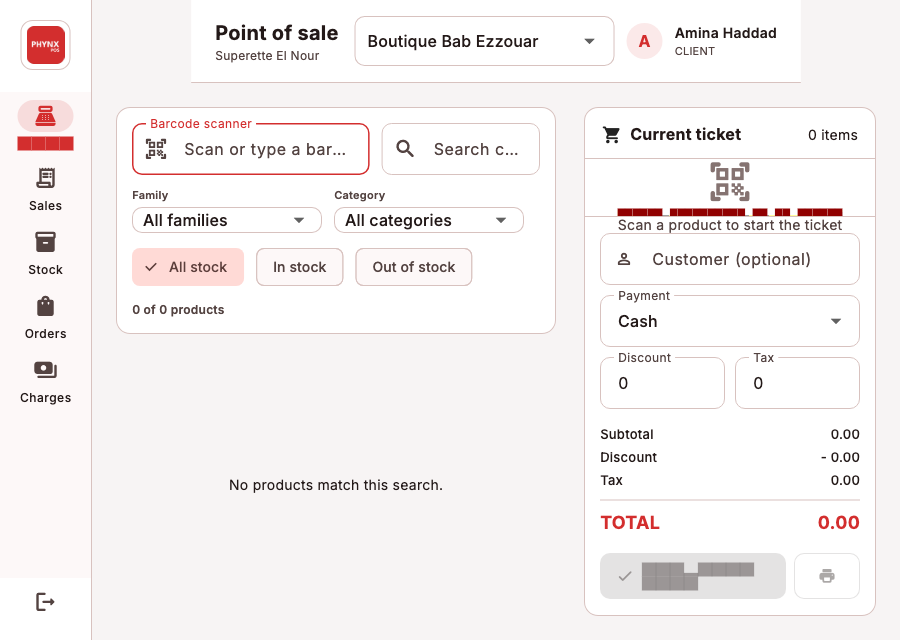 PHYNX
POS
Point of sale
Superette El Nour
Boutique Bab Ezzouar
A
Amina Haddad
CLIENT
Sales
Stock
Orders
Charges
Barcode scanner
Scan or type a bar...
Search c...
Family
All families
Category
All categories
All stock
In stock
Out of stock
0 of 0 products
No products match this search.
Current ticket
0 items
Scan a product to start the ticket
Customer (optional)
Payment
Cash
Discount
0
Tax
0
Subtotal
0.00
Discount
- 0.00
Tax
0.00
TOTAL
0.00